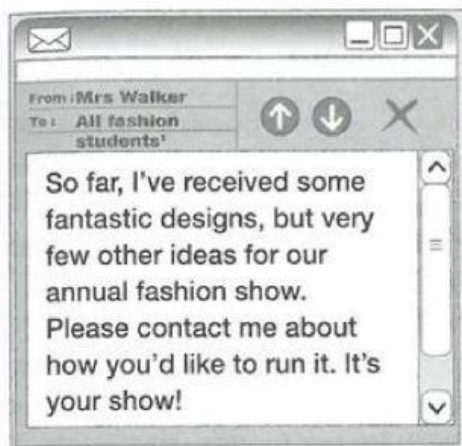 From: Mrs Walker
To: All fashion
students'
So far, I've received some
fantastic designs, but very
few other ideas for our
annual fashion show.
Please contact me about
how you'd like to run it. It's
your show!